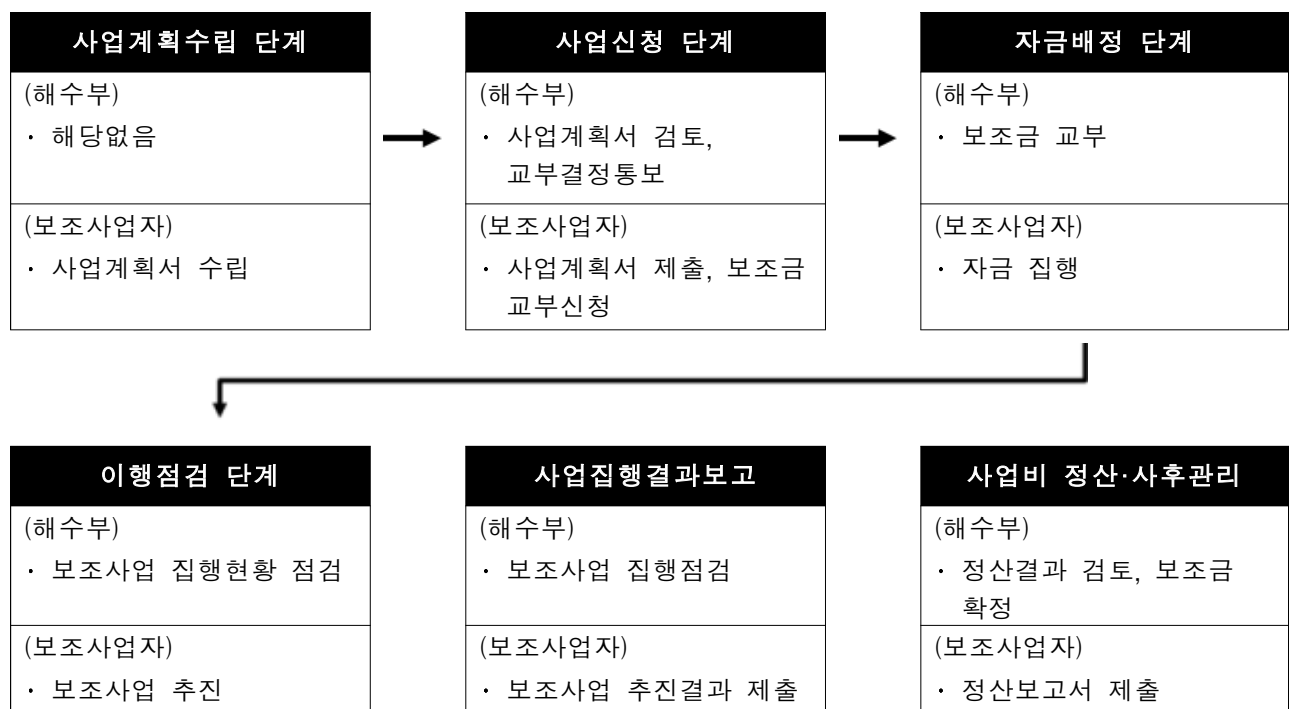 사업계획수립 단계
(해수부)
· 해당없음
(보조사업자)
· 사업계획서 수립
사업신청 단계
(해수부)
· 사업계획서 검토,
교부결정통보
(보조사업자)
· 사업계획서 제출, 보조금
교부신청
자금배정 단계
(해수부)
· 보조금 교부
(보조사업자)
· 자금 집행
이행점검 단계
(해수부)
· 보조사업 집행현황 점검
(보조사업자)
· 보조사업 추진
사업집행결과보고
(해수부)
· 보조사업 집행점검
(보조사업자)
· 보조사업 추진결과 제출
사업비 정산·사후관리
(해수부)
· 정산결과 검토, 보조금
확정
(보조사업자)
· 정산보고서 제출